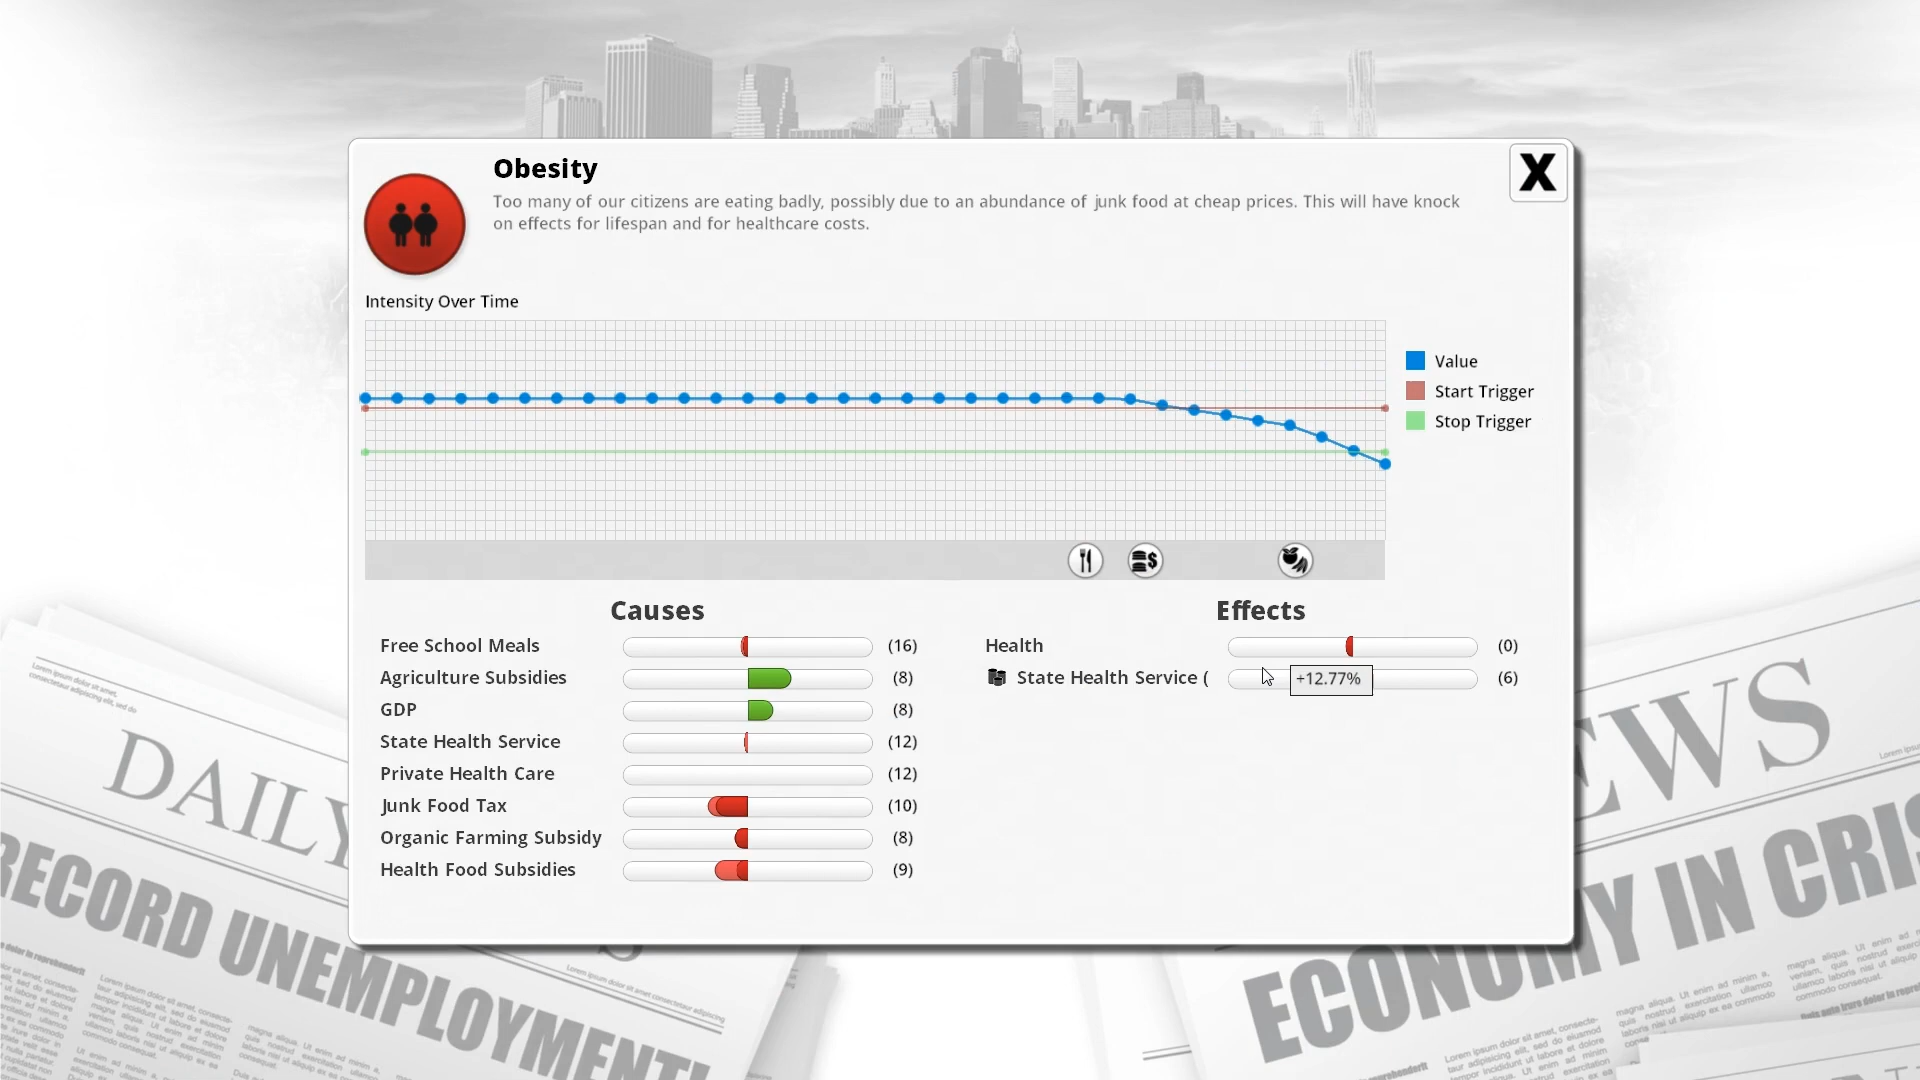 Obesity
X
Too many of our citizens are eating badly, possibly due to an abundance of junk food at cheap prices. This will have knock
on effects for lifespan and for healthcare costs.
Intensity Over Time
Value
Start Trigger
Stop Trigger
$
Causes
Free School Meals (16)
Agriculture Subsidies (8)
GDP (8)
State Health Service (12)
Private Health Care (12)
Junk Food Tax (10)
Organic Farming Subsidy (8)
Health Food Subsidies (9)
Effects
Health (0)
State Health Service ( (6)
+12.77%
DAILY
RECORD UNEMPLOYMENT!
EWS
ECONOMY IN CRIS